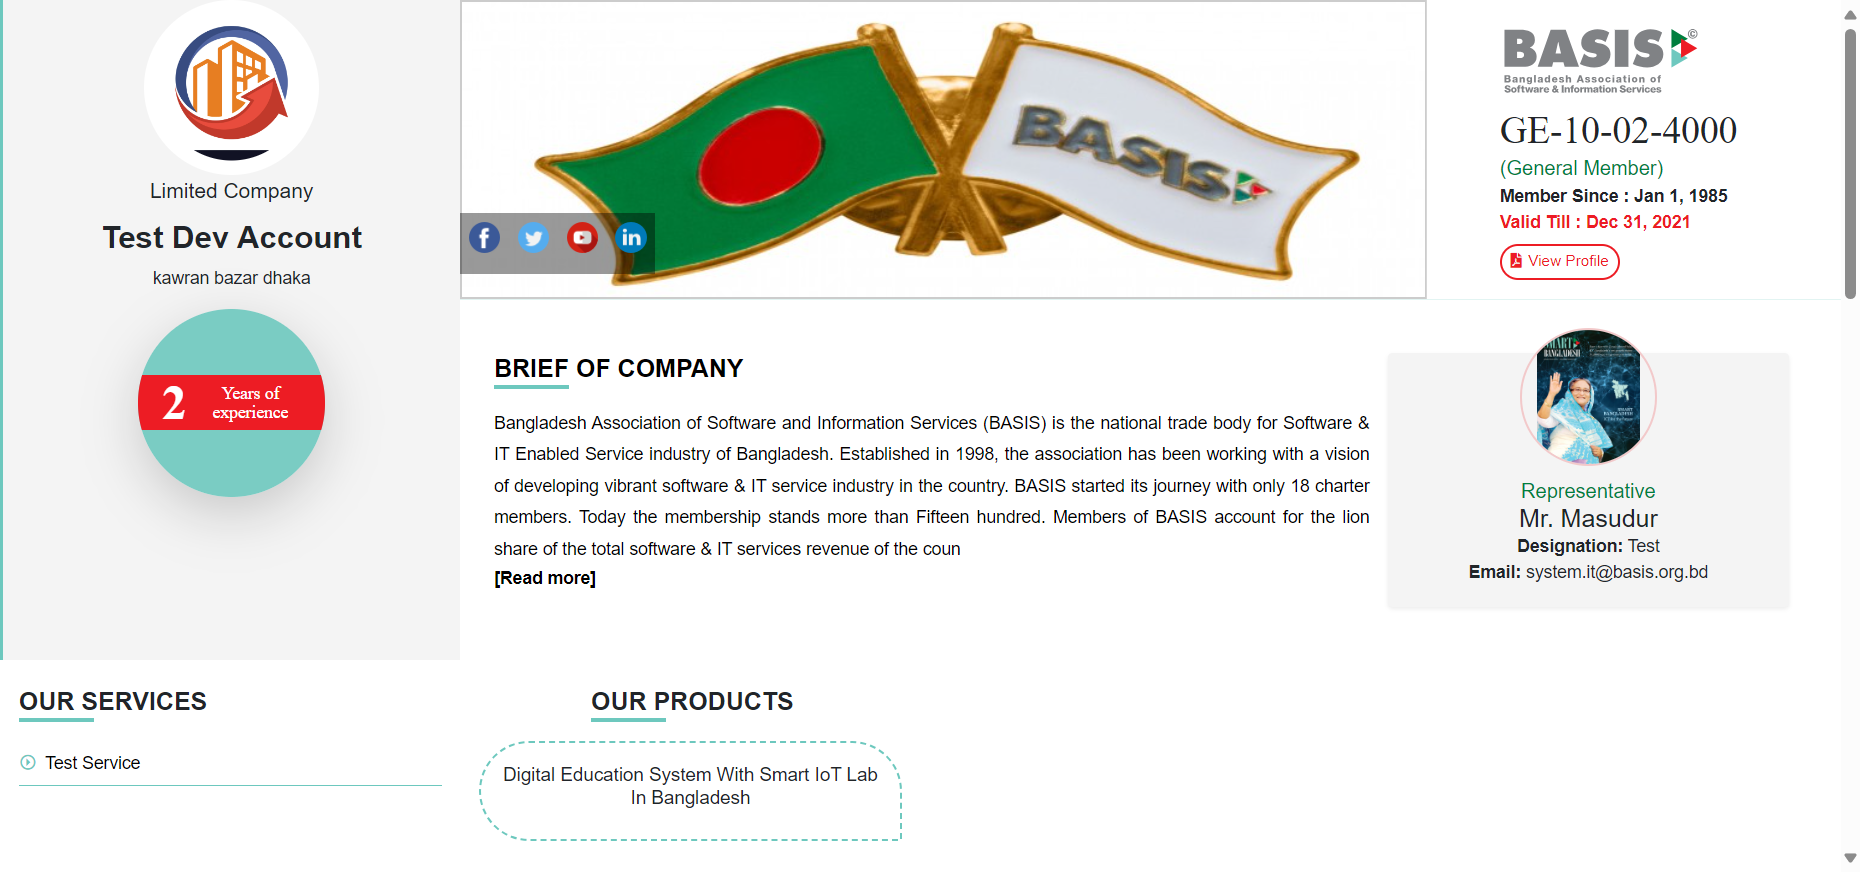 Limited Company
Test Dev Account
kawran bazar dhaka
2
Years of
experience
BASIS
BASIS
©
Bangladesh Association of
Software & Information Services
GE-10-02-4000
(General Member)
Member Since : Jan 1, 1985
Valid Till : Dec 31, 2021
View Profile
BRIEF OF COMPANY
Bangladesh Association of Software and Information Services (BASIS) is the national trade body for Software &
IT Enabled Service industry of Bangladesh. Established in 1998, the association has been working with a vision
of developing vibrant software & IT service industry in the country. BASIS started its journey with only 18 charter
members. Today the membership stands more than Fifteen hundred. Members of BASIS account for the lion
share of the total software & IT services revenue of the coun
[Read more]
SMART
BANGLADESH
SMART
BANGLADESH
Representative
Mr. Masudur
Designation: Test
Email: system.it@basis.org.bd
OUR SERVICES
Test Service
OUR PRODUCTS
Digital Education System With Smart IoT Lab
In Bangladesh